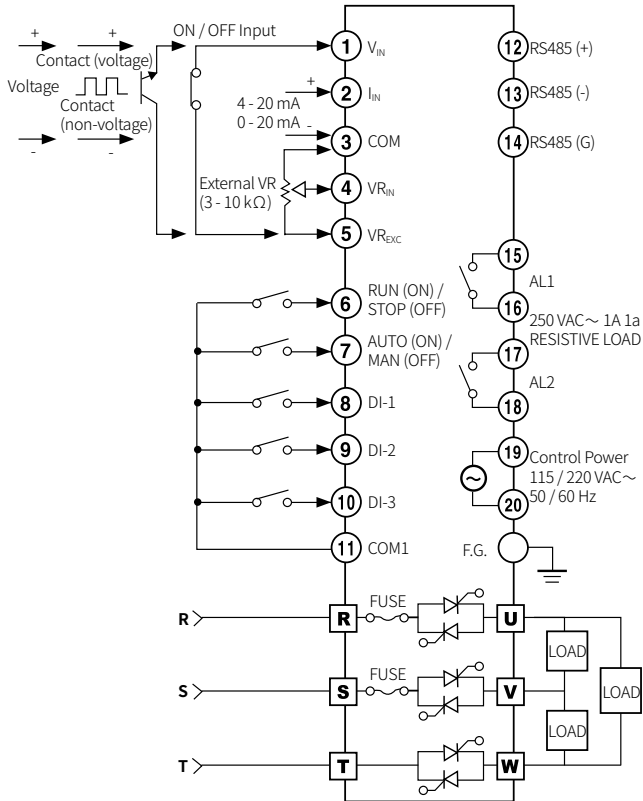 +
+
ON / OFF Input
Contact (voltage)
Voltage
Contact
(non-voltage)
-
-
1
V_IN
+
4 - 20 mA
0 - 20 mA
-
2
I_IN
3
COM
External VR
(3 - 10 kΩ)
4
VR_IN
5
VR_EXC
6
RUN (ON) /
STOP (OFF)
7
AUTO (ON) /
MAN (OFF)
8
DI-1
9
DI-2
10
DI-3
11
COM1
12
RS485 (+)
13
RS485 (-)
14
RS485 (G)
15
AL1
16
250 VAC∼ 1A 1a
RESISTIVE LOAD
17
AL2
18
19
Control Power
115 / 220 VAC∼
50 / 60 Hz
20
F.G.
R
R
FUSE
U
LOAD
S
S
FUSE
V
LOAD
LOAD
T
T
W